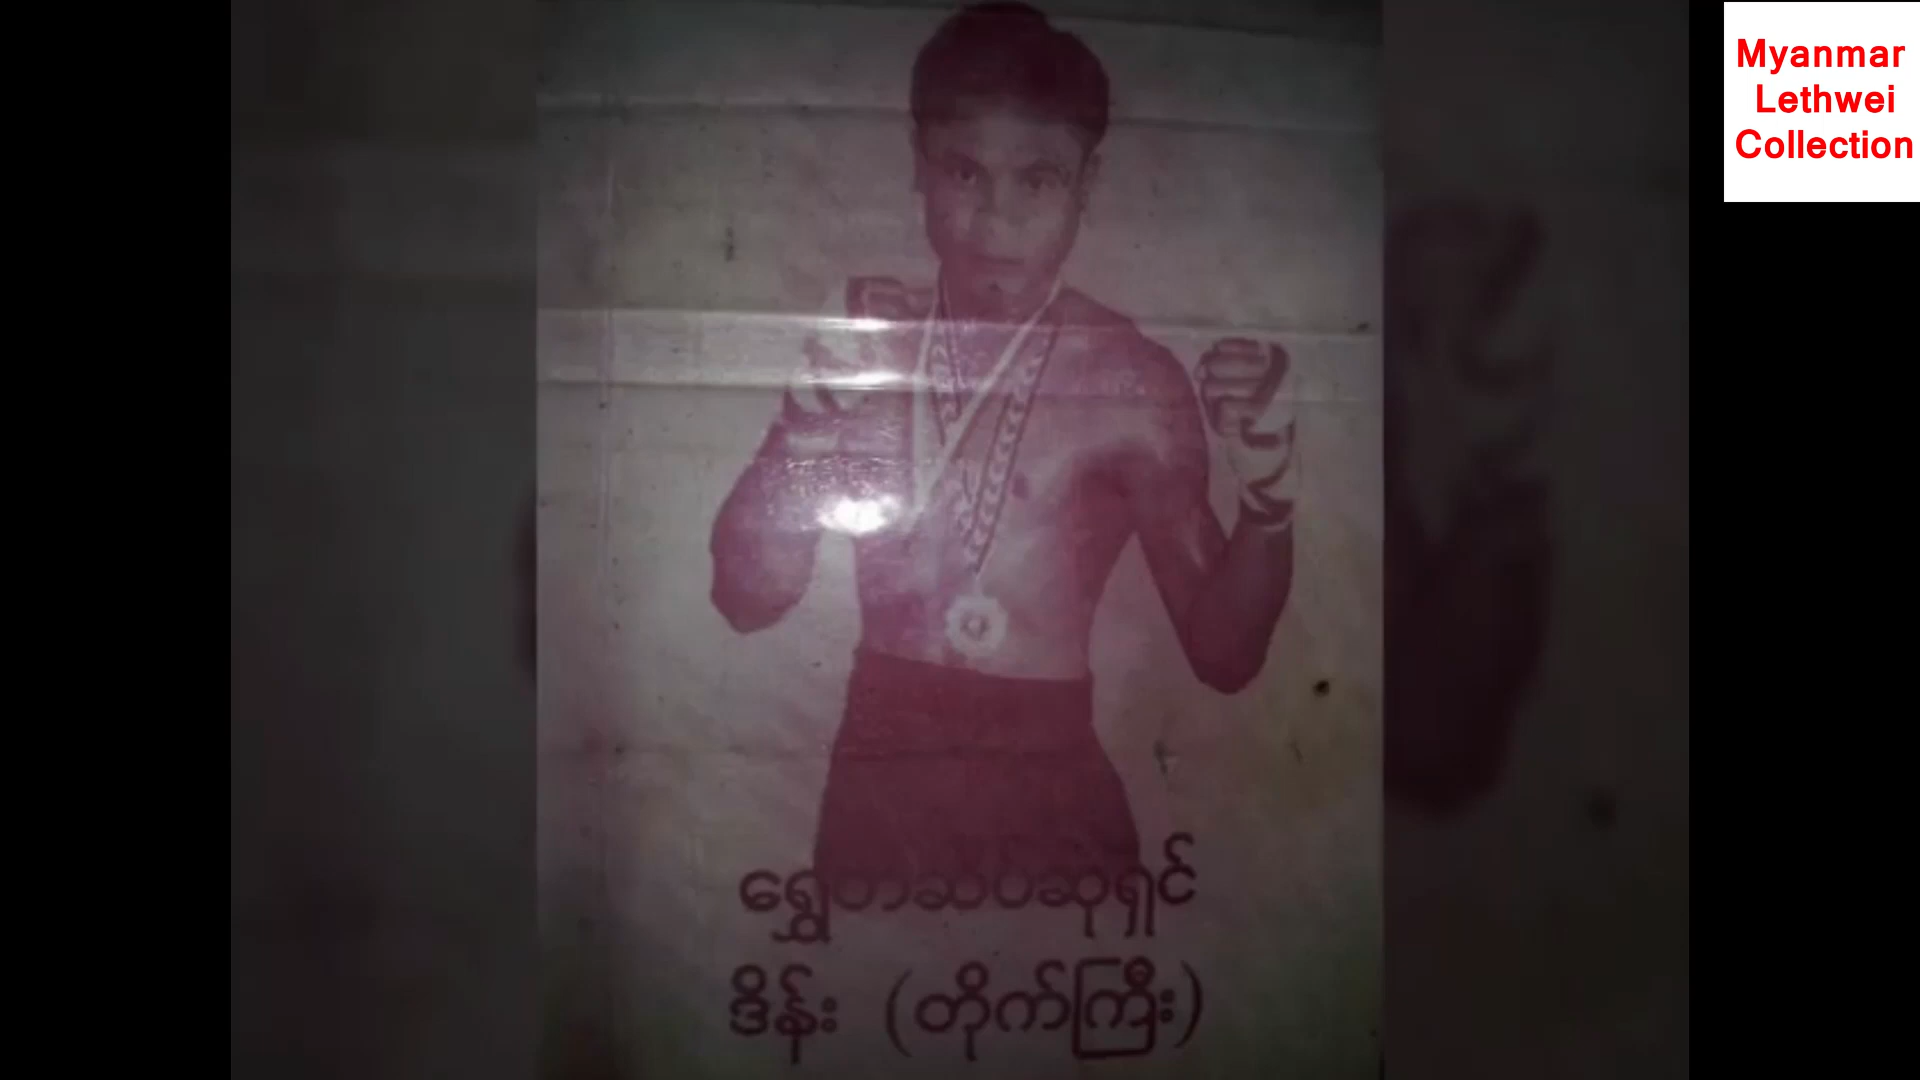 Myanmar
Lethwei
Collection
ရွှေတံဆိပ်ဆုရှင်
ဒိန်း (တိုက်ကြီး)